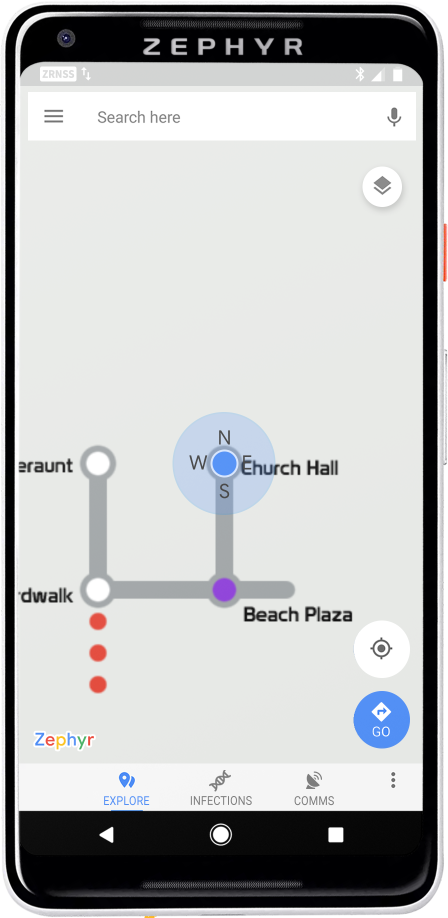 ZEPHYR
ZRNSS
Search here
N
W E
S
eraunt
Church Hall
rdwalk
Beach Plaza
GO
Zephyr
EXPLORE
INFECTIONS
COMMS